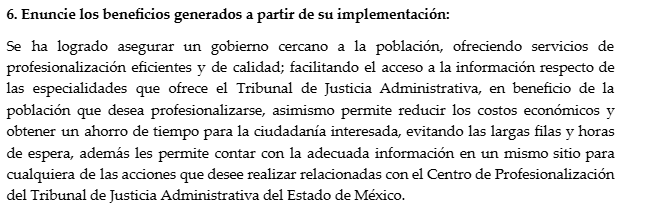 6. Enuncie los beneficios generados a partir de su implementación:
Se ha logrado asegurar un gobierno cercano a la población, ofreciendo servicios de
profesionalización eficientes y de calidad; facilitando el acceso a la información respecto de
las especialidades que ofrece el Tribunal de Justicia Administrativa, en beneficio de la
población que desea profesionalizarse, asimismo permite reducir los costos económicos y
obtener un ahorro de tiempo para la ciudadanía interesada, evitando las largas filas y horas
de espera, además les permite contar con la adecuada información en un mismo sitio para
cualquiera de las acciones que desee realizar relacionadas con el Centro de Profesionalización
del Tribunal de Justicia Administrativa del Estado de México.